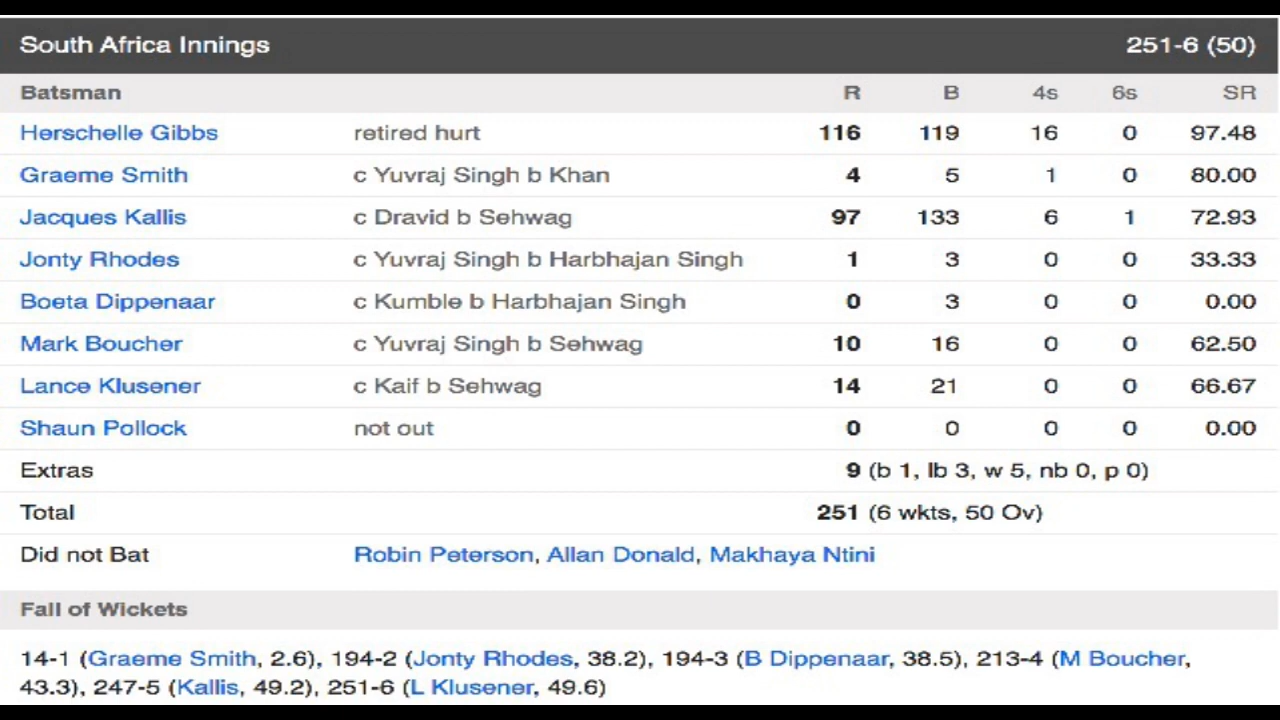 South Africa Innings 251-6 (50)
Batsman R B 4s 6s SR
Herschelle Gibbs retired hurt 116 119 16 0 97.48
Graeme Smith c Yuvraj Singh b Khan 4 5 1 0 80.00
Jacques Kallis c Dravid b Sehwag 97 133 6 1 72.93
Jonty Rhodes c Yuvraj Singh b Harbhajan Singh 1 3 0 0 33.33
Boeta Dippenaar c Kumble b Harbhajan Singh 0 3 0 0 0.00
Mark Boucher c Yuvraj Singh b Sehwag 10 16 0 0 62.50
Lance Klusener c Kaif b Sehwag 14 21 0 0 66.67
Shaun Pollock not out 0 0 0 0 0.00
Extras 9 (b 1, lb 3, w 5, nb 0, p 0)
Total 251 (6 wkts, 50 Ov)
Did not Bat Robin Peterson, Allan Donald, Makhaya Ntini
Fall of Wickets
14-1 (Graeme Smith, 2.6), 194-2 (Jonty Rhodes, 38.2), 194-3 (B Dippenaar, 38.5), 213-4 (M Boucher,
43.3), 247-5 (Kallis, 49.2), 251-6 (L Klusener, 49.6)